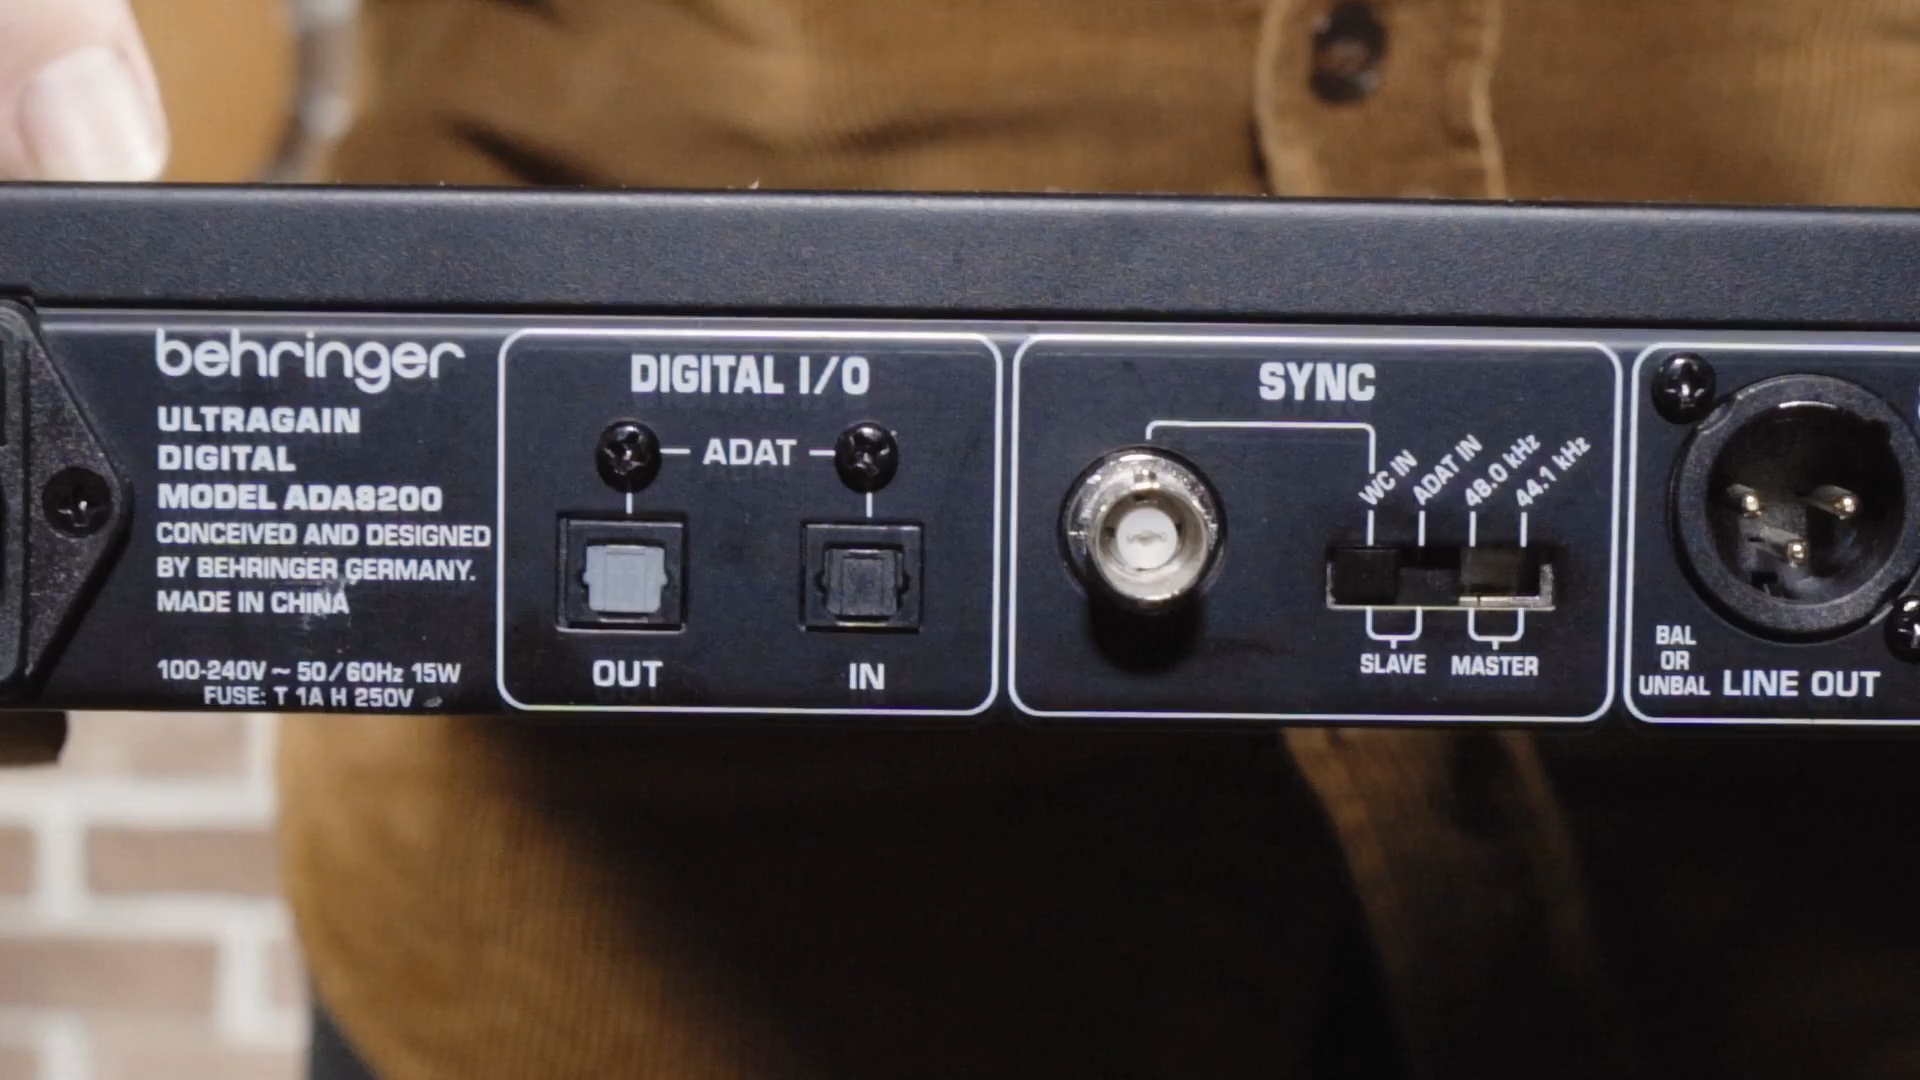 behringer
ULTRAGAIN
DIGITAL
MODEL ADA8200
CONCEIVED AND DESIGNED
BY BEHRINGER GERMANY.
MADE IN CHINA
100-240V ~ 50/60Hz 15W
FUSE: T 1A H 250V
DIGITAL I/O
ADAT
OUT
IN
SYNC
WC IN
ADAT IN
48.0 kHz
44.1 kHz
SLAVE
MASTER
BAL
OR
UNBAL
LINE OUT